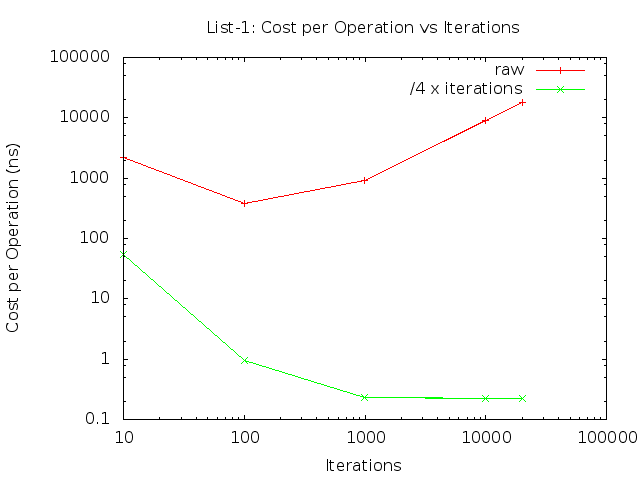 List-1: Cost per Operation vs Iterations
100000
10000
1000
100
10
1
0.1
Cost per Operation (ns)
raw
/4 x iterations
10
100
1000
10000
100000
Iterations